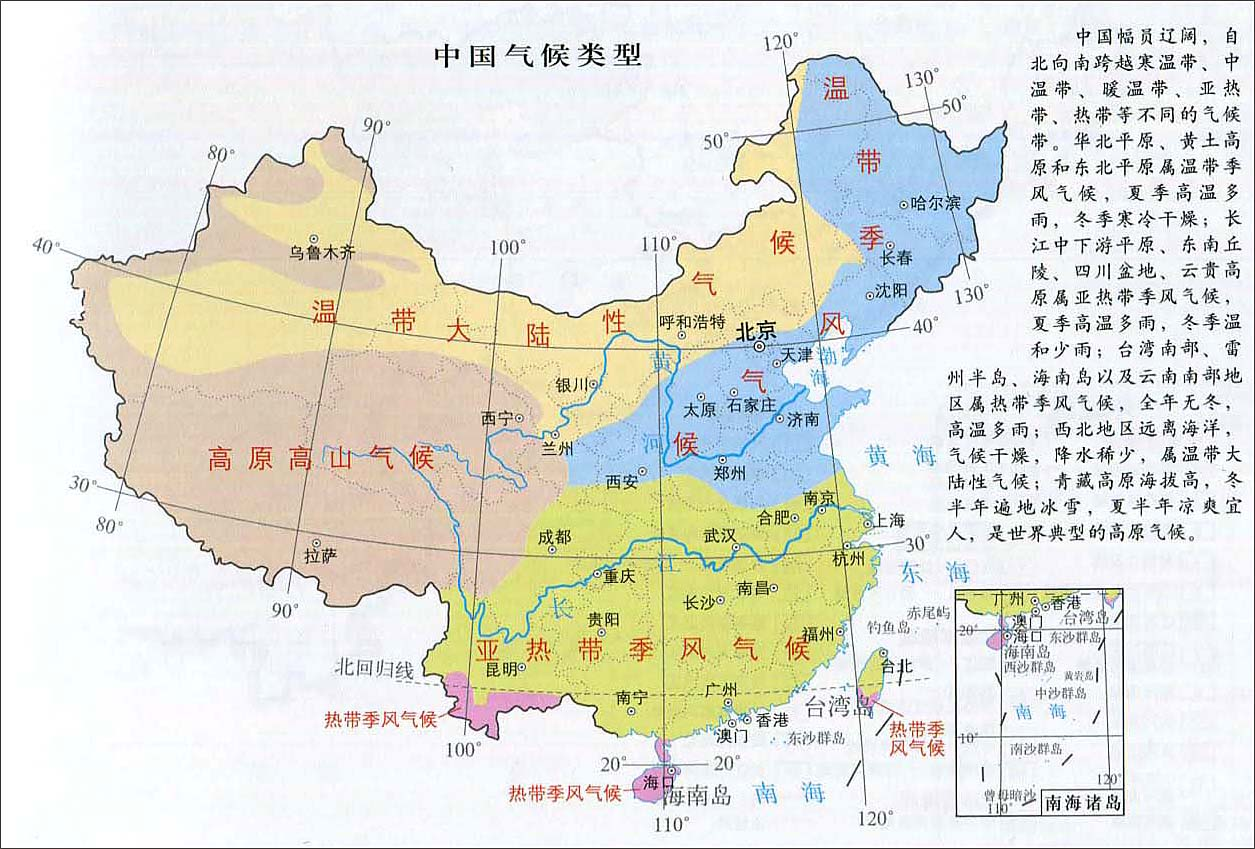 中国气候类型
中国幅员辽阔，自
北向南跨越寒温带、中
温带、暖温带、亚热
带、热带等不同的气候
带。华北平原、黄土高
原和东北平原属温带季
风气候，夏季高温多
雨，冬季寒冷干燥；长
江中下游平原、东南丘
陵、四川盆地、云贵高
原属亚热带季风气候，
夏季高温多雨，冬季温
和少雨；台湾南部、雷
州半岛、海南岛以及云南南部地
区属热带季风气候，全年无冬，
高温多雨；西北地区远离海洋，
气候干燥，降水稀少，属温带大
陆性气候；青藏高原海拔高，冬
半年遍地冰雪，夏半年凉爽宜
人，是世界典型的高原气候。
120°
130°
50°
50°
90°
80°
40°
100°
110°
130°
40°
30°
80°
90°
30°
100°
20°
20°
110°
120°
温带季风气候
温带大陆性气候
高原高山气候
亚热带季风气候
热带季风气候
热带季风气候
热带季
风气候
哈尔滨
长春
沈阳
乌鲁木齐
呼和浩特
北京
天津
渤海
银川
黄河
太原
石家庄
济南
西宁
兰州
西安
郑州
黄海
拉萨
成都
武汉
合肥
南京
上海
杭州
长江
重庆
南昌
长沙
贵阳
福州
东海
赤尾屿
钓鱼岛
昆明
北回归线
南宁
广州
台北
台湾岛
香港
澳门
东沙群岛
海口
海南岛
南海
广州
香港
澳门
台湾岛
20°
海口
东沙群岛
海南岛
西沙群岛
黄岩岛
中沙群岛
南海
10°
南沙群岛
曾母暗沙
110°
120°
南海诸岛